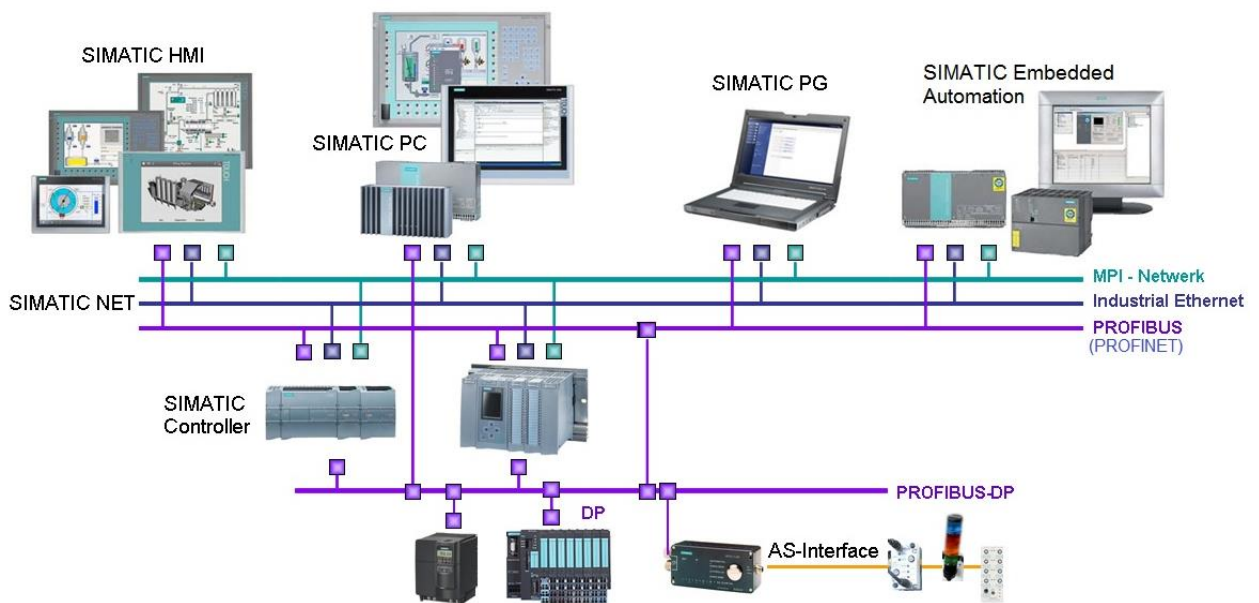 SIMATIC HMI
SIMATIC PC
SIMATIC PG
SIMATIC Embedded
Automation
TOUCH
MPI - Netwerk
SIMATIC NET
Industrial Ethernet
PROFIBUS
(PROFINET)
SIMATIC
Controller
PROFIBUS-DP
DP
AS-Interface